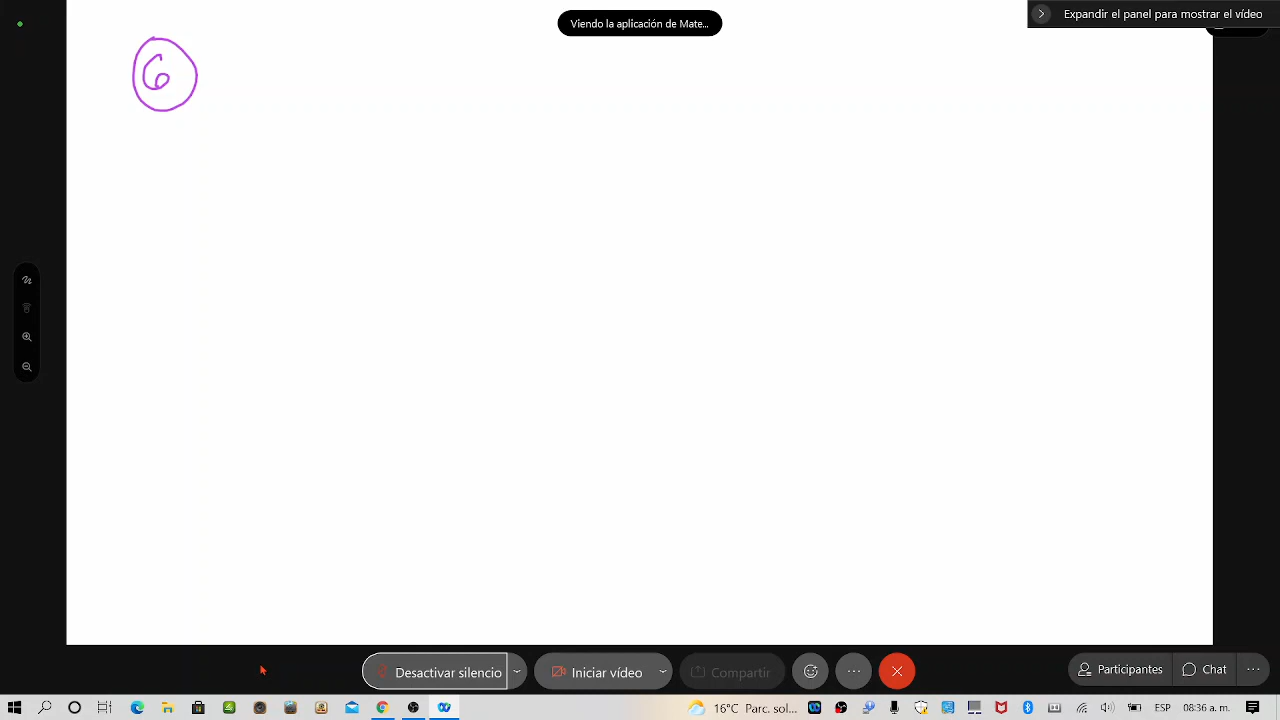 Viendo la aplicación de Mate...
Expandir el panel para mostrar el vídeo
6
Desactivar silencio
Iniciar vídeo
Compartir
Participantes
Chat
16°C Parc. sol...
ESP
08:36 a. m.